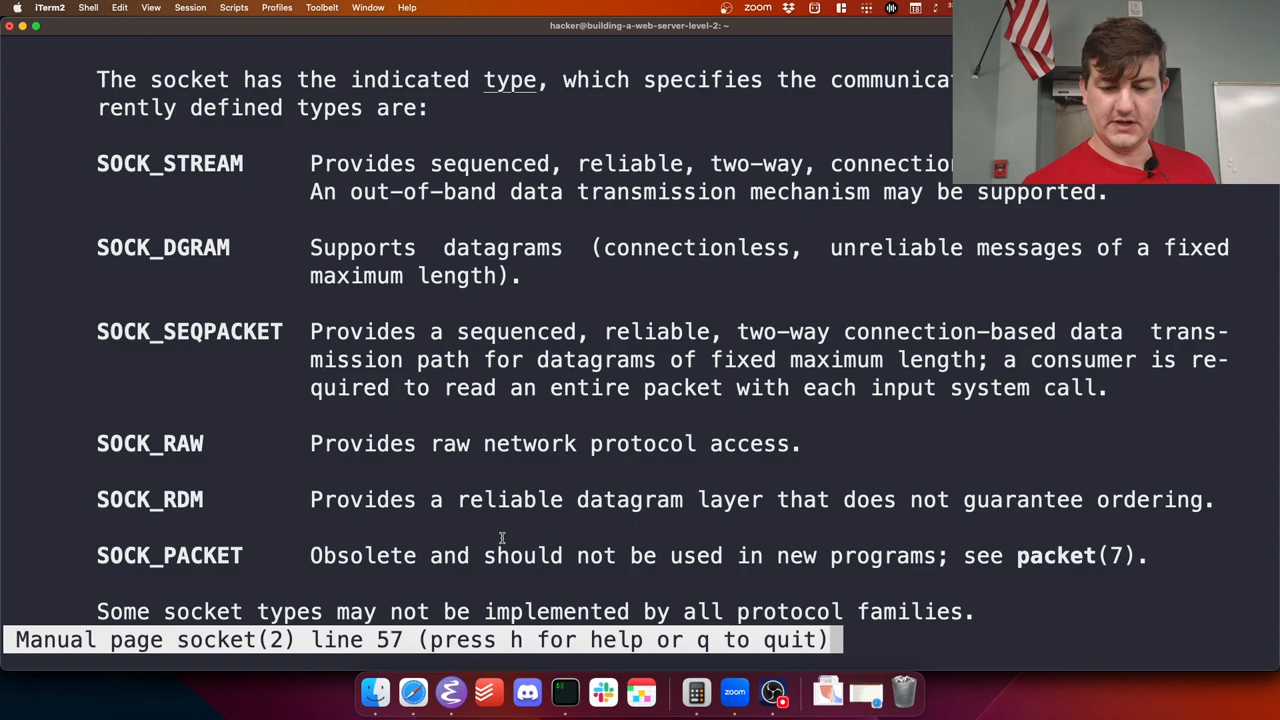 iTerm2 Shell Edit View Session Scripts Profiles Toolbelt Window Help zoom 18
hacker@building-a-web-server-level-2: ~
The socket has the indicated type, which specifies the
rently defined types are:
SOCK_STREAM Provides sequenced, reliable, two-way,
An out-of-band data transmission mechanism may be supported.
SOCK_DGRAM Supports datagrams (connectionless, unreliable messages of a fixed
maximum length).
SOCK_SEQPACKET Provides a sequenced, reliable, two-way connection-based data trans-
mission path for datagrams of fixed maximum length; a consumer is re-
quired to read an entire packet with each input system call.
SOCK_RAW Provides raw network protocol access.
SOCK_RDM Provides a reliable datagram layer that does not guarantee ordering.
SOCK_PACKET Obsolete and should not be used in new programs; see packet(7).
Some socket types may not be implemented by all protocol families.
Manual page socket(2) line 57 (press h for help or q to quit)
zoom